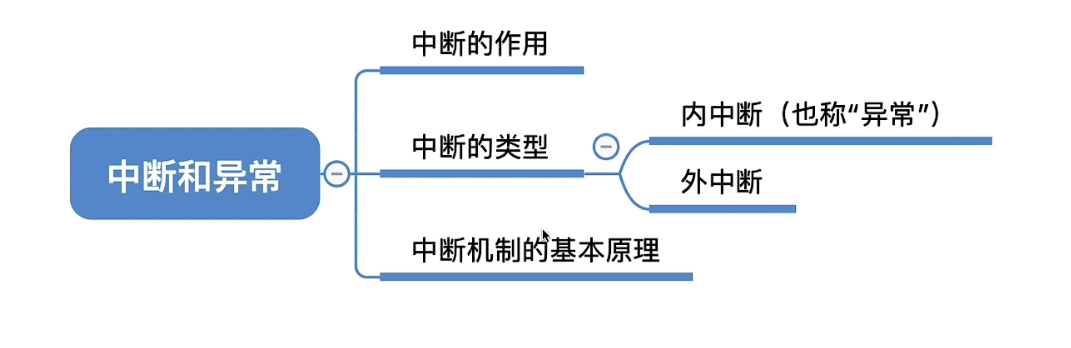 中断和异常
中断的作用
中断的类型
内中断（也称“异常”）
外中断
中断机制的基本原理